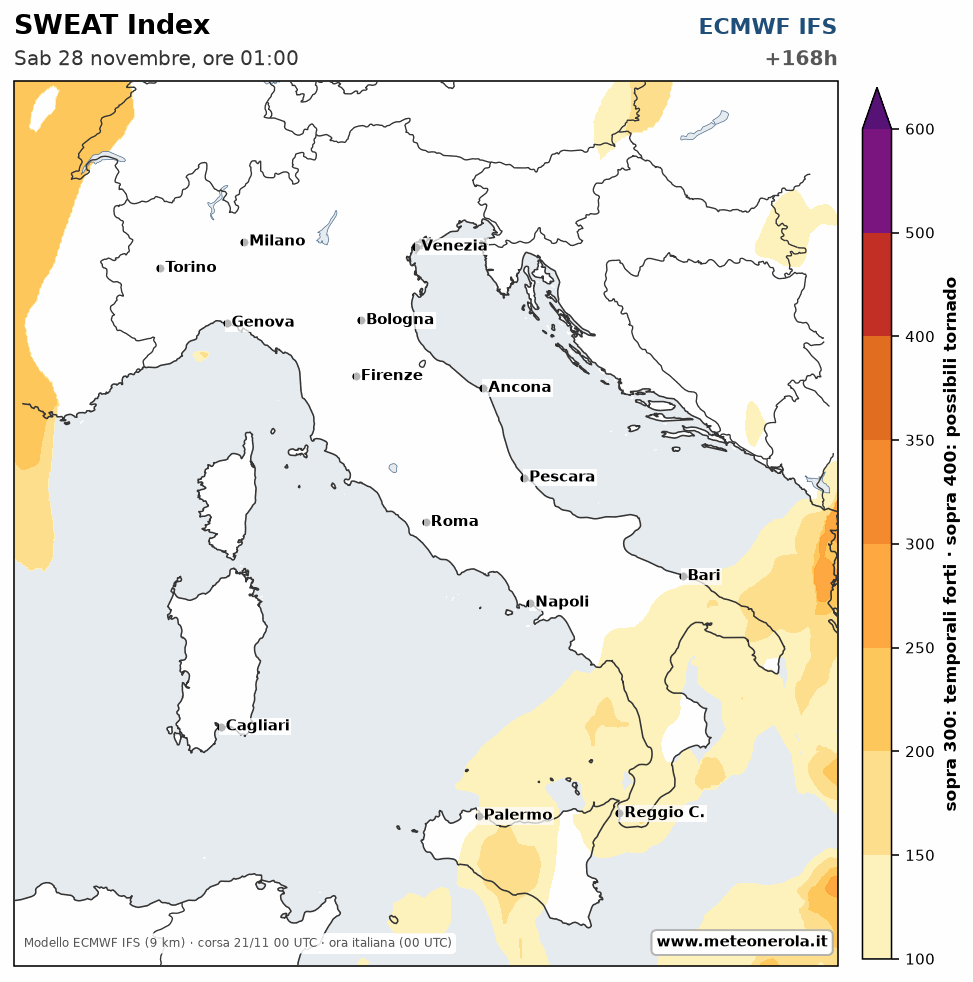 SWEAT Index
ECMWF IFS
Sab 28 novembre, ore 01:00
+168h
600
500
400
350
300
250
200
150
100
sopra 300: temporali forti · sopra 400: possibili tornado
Milano
Venezia
Torino
Genova
Bologna
Firenze
Ancona
Pescara
Roma
Bari
Napoli
Cagliari
Palermo
Reggio C.
Modello ECMWF IFS (9 km) · corsa 21/11 00 UTC · ora italiana (00 UTC)
www.meteonerola.it